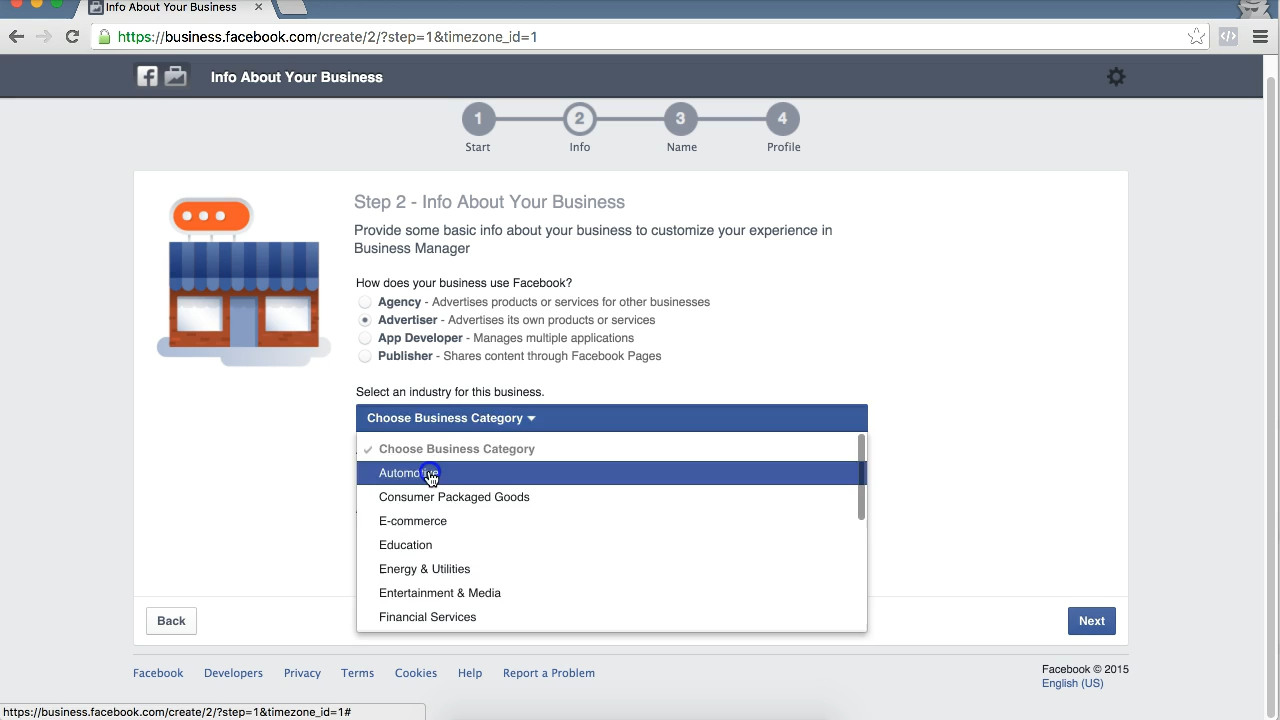 Info About Your Business
https://business.facebook.com/create/2/?step=1&timezone_id=1
Info About Your Business
1 2 3 4
Start Info Name Profile
Step 2 - Info About Your Business
Provide some basic info about your business to customize your experience in
Business Manager
How does your business use Facebook?
Agency - Advertises products or services for other businesses
Advertiser - Advertises its own products or services
App Developer - Manages multiple applications
Publisher - Shares content through Facebook Pages
Select an industry for this business.
Choose Business Category
Choose Business Category
Automotive
Consumer Packaged Goods
E-commerce
Education
Energy & Utilities
Entertainment & Media
Financial Services
Back
Next
Facebook Developers Privacy Terms Cookies Help Report a Problem
Facebook © 2015
English (US)
https://business.facebook.com/create/2/?step=1&timezone_id=1#